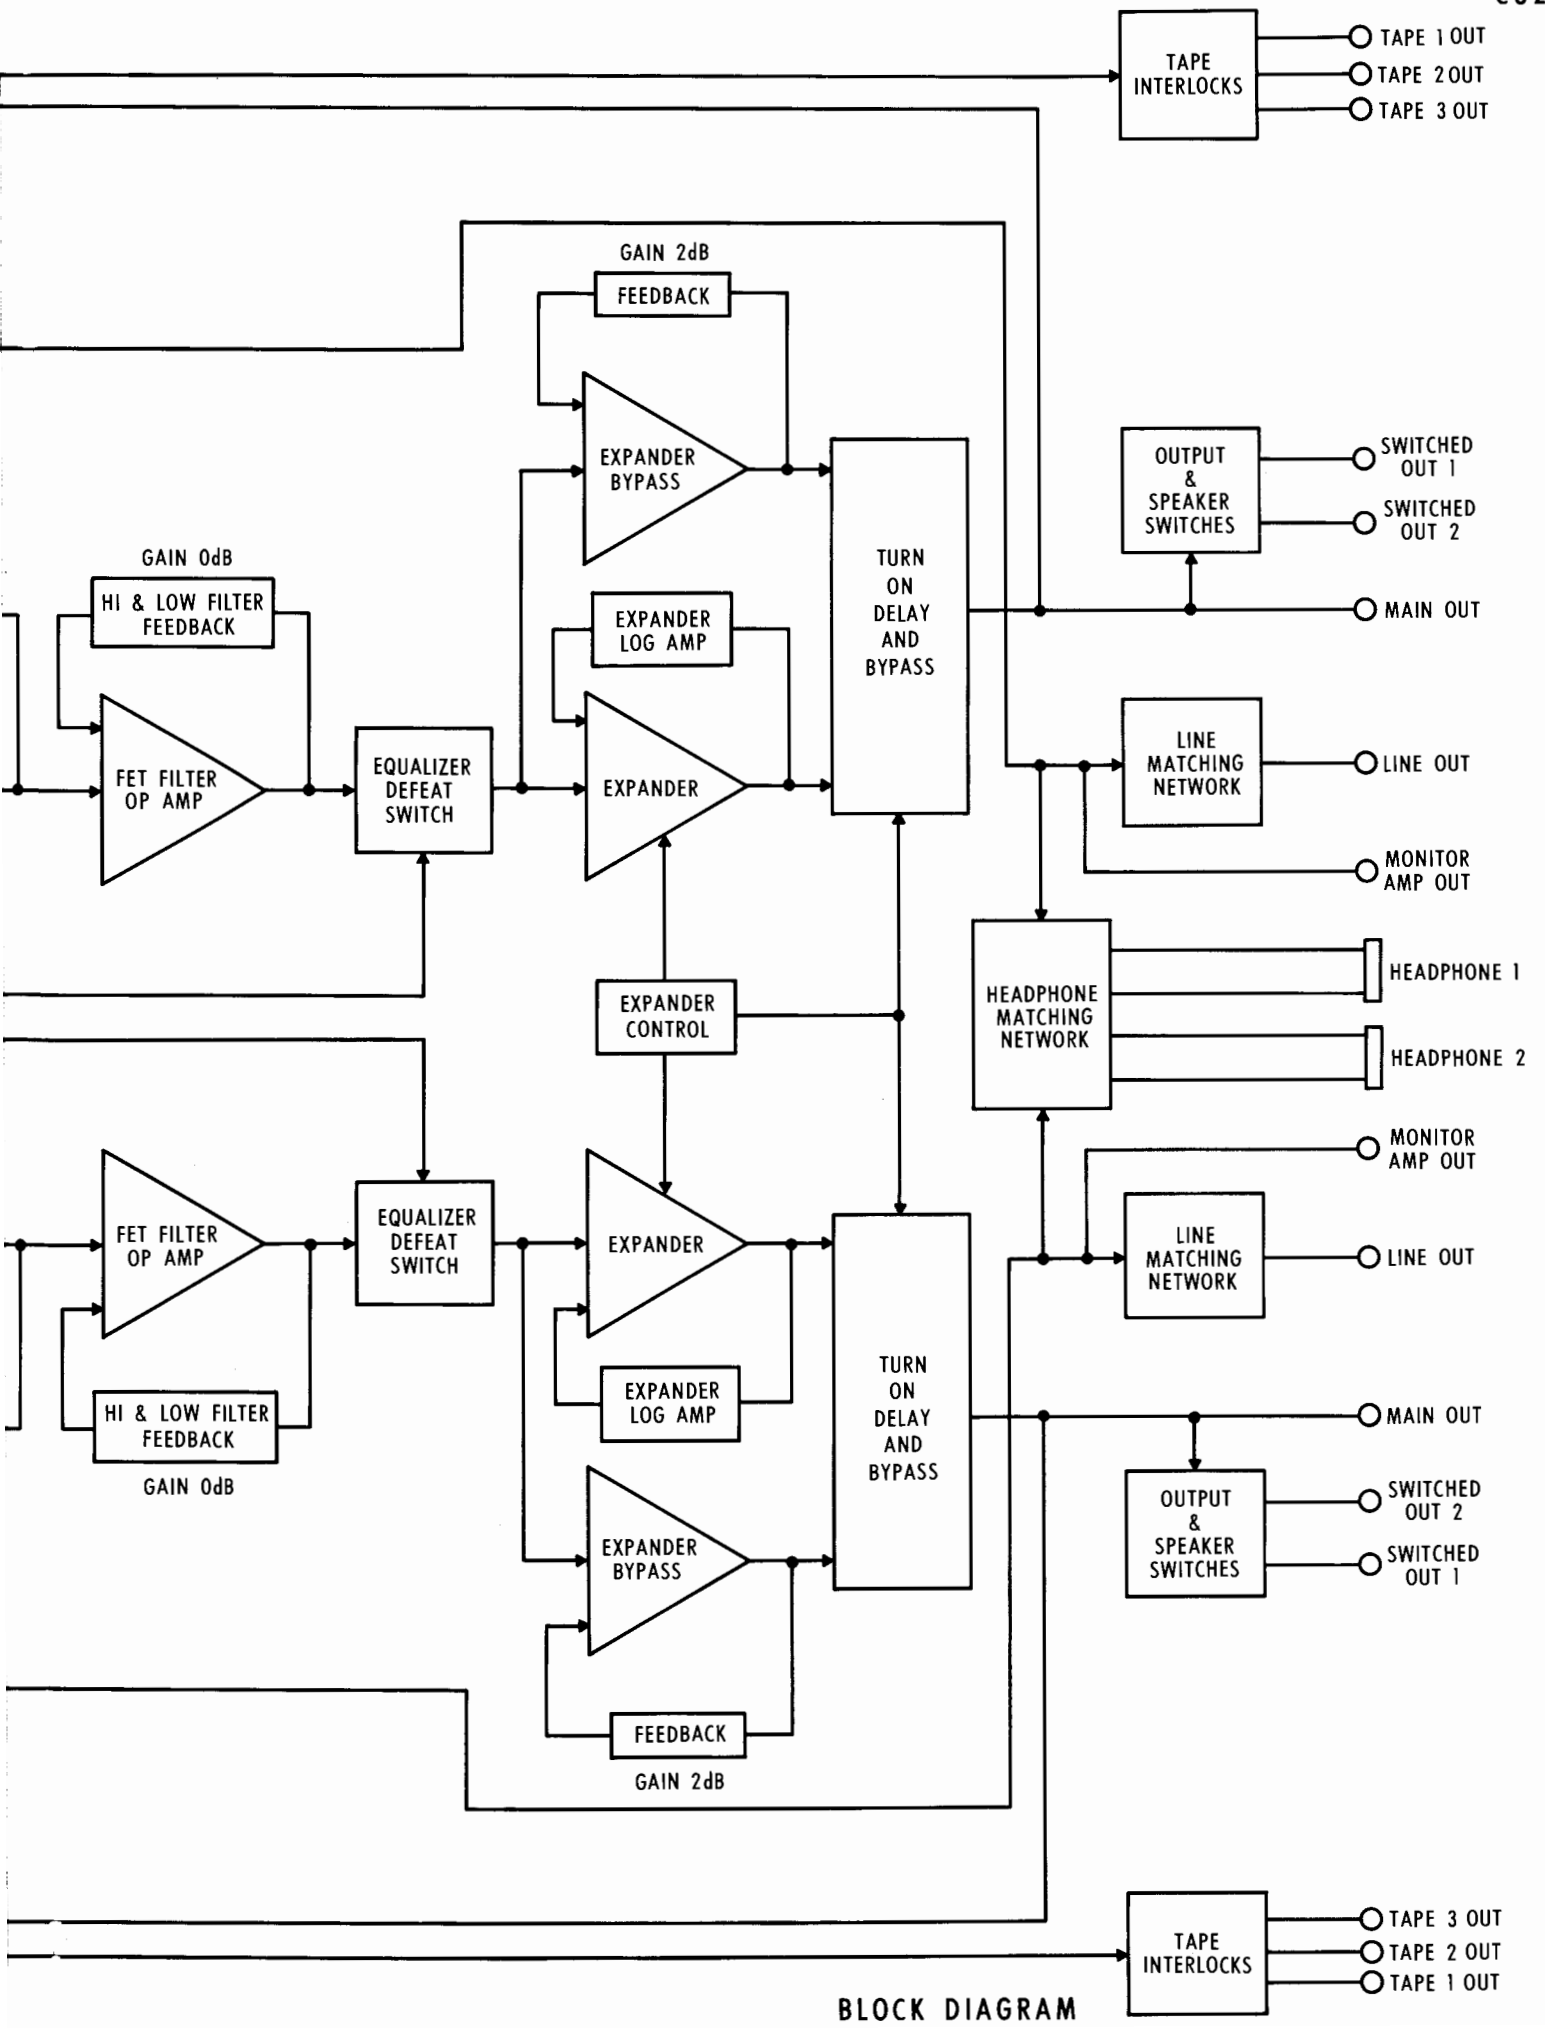 TAPE
INTERLOCKS
TAPE 1 OUT
TAPE 2 OUT
TAPE 3 OUT
GAIN 2dB
FEEDBACK
EXPANDER
BYPASS
OUTPUT
&
SPEAKER
SWITCHES
SWITCHED
OUT 1
SWITCHED
OUT 2
MAIN OUT
TURN
ON
DELAY
AND
BYPASS
GAIN 0dB
HI & LOW FILTER
FEEDBACK
EXPANDER
LOG AMP
FET FILTER
OP AMP
EQUALIZER
DEFEAT
SWITCH
EXPANDER
LINE
MATCHING
NETWORK
LINE OUT
MONITOR
AMP OUT
EXPANDER
CONTROL
HEADPHONE
MATCHING
NETWORK
HEADPHONE 1
HEADPHONE 2
MONITOR
AMP OUT
FET FILTER
OP AMP
EQUALIZER
DEFEAT
SWITCH
EXPANDER
LINE
MATCHING
NETWORK
LINE OUT
HI & LOW FILTER
FEEDBACK
GAIN 0dB
EXPANDER
LOG AMP
TURN
ON
DELAY
AND
BYPASS
MAIN OUT
OUTPUT
&
SPEAKER
SWITCHES
SWITCHED
OUT 2
SWITCHED
OUT 1
EXPANDER
BYPASS
FEEDBACK
GAIN 2dB
TAPE
INTERLOCKS
TAPE 3 OUT
TAPE 2 OUT
TAPE 1 OUT
BLOCK DIAGRAM